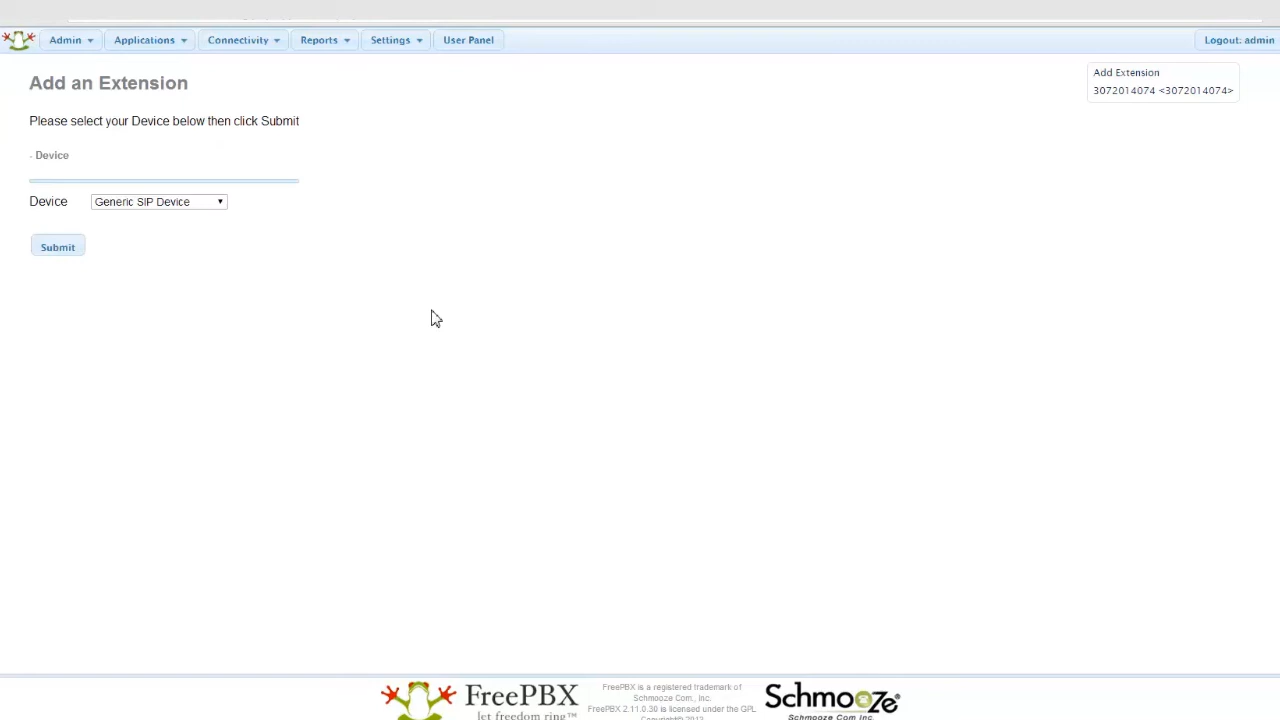 Admin Applications Connectivity Reports Settings User Panel Logout: admin
Add an Extension
Add Extension
3072014074 <3072014074>
Please select your Device below then click Submit
- Device
Device Generic SIP Device
Submit
FreePBX
let freedom ring™
FreePBX is a registered trademark of
Schmooze Com., Inc.
FreePBX 2.11.0.30 is licensed under the GPL
Copyright© 2013
Schmooze
Schmooze Com Inc.